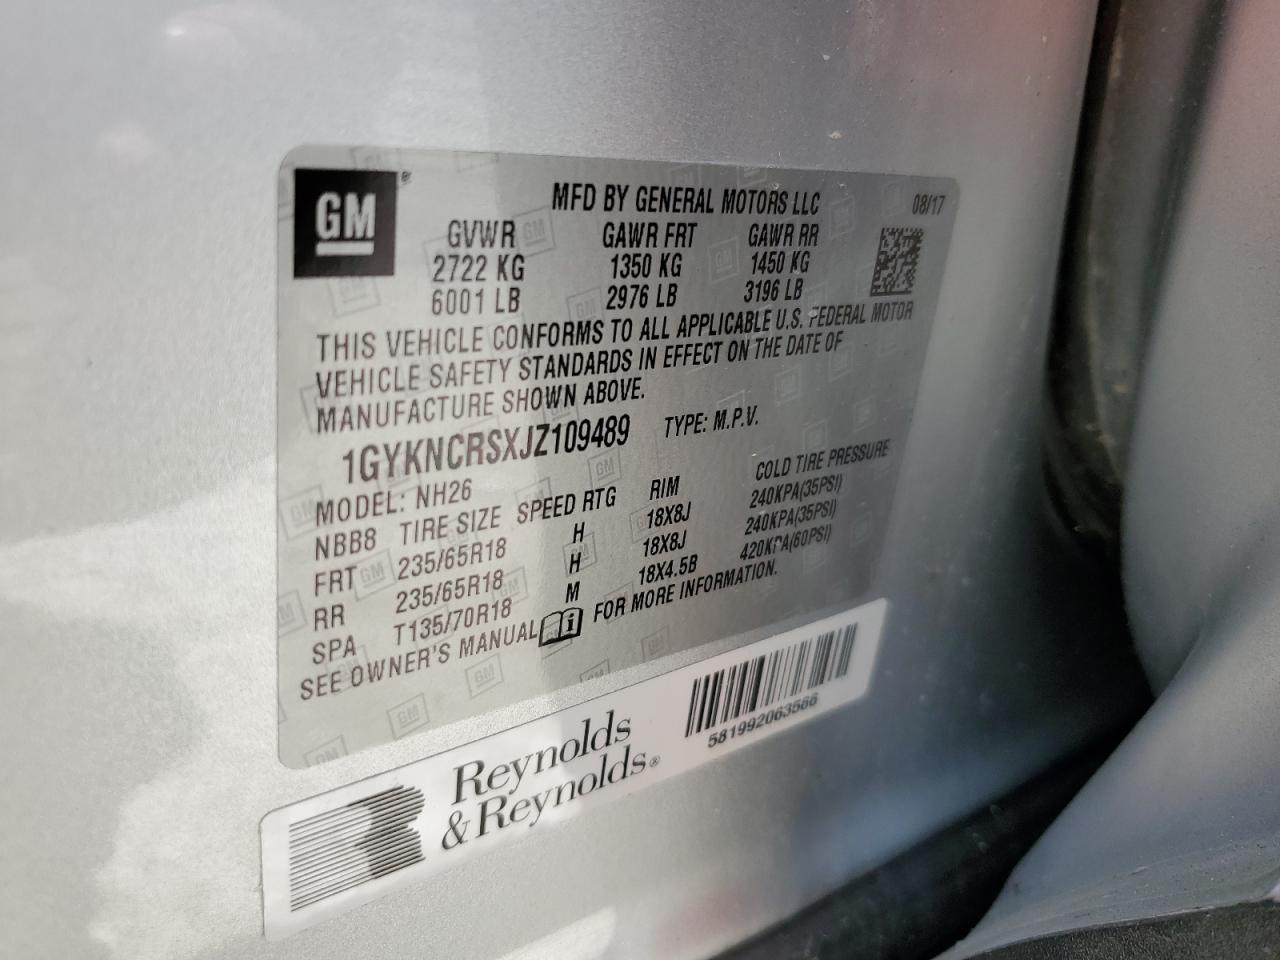 GM ®
MFD BY GENERAL MOTORS LLC 08/17
GVWR GAWR FRT GAWR RR
2722 KG 1350 KG 1450 KG
6001 LB 2976 LB 3196 LB
THIS VEHICLE CONFORMS TO ALL APPLICABLE U.S. FEDERAL MOTOR
VEHICLE SAFETY STANDARDS IN EFFECT ON THE DATE OF
MANUFACTURE SHOWN ABOVE.
1GYKNCRSXJZ109489 TYPE: M.P.V.
MODEL: NH26
NBB8 TIRE SIZE SPEED RTG RIM COLD TIRE PRESSURE
FRT 235/65R18 H 18X8J 240KPA(35PSI)
RR 235/65R18 H 18X8J 240KPA(35PSI)
SPA T135/70R18 M 18X4.5B 420KPA(60PSI)
SEE OWNER'S MANUAL FOR MORE INFORMATION.
Reynolds
&Reynolds®
581992063566